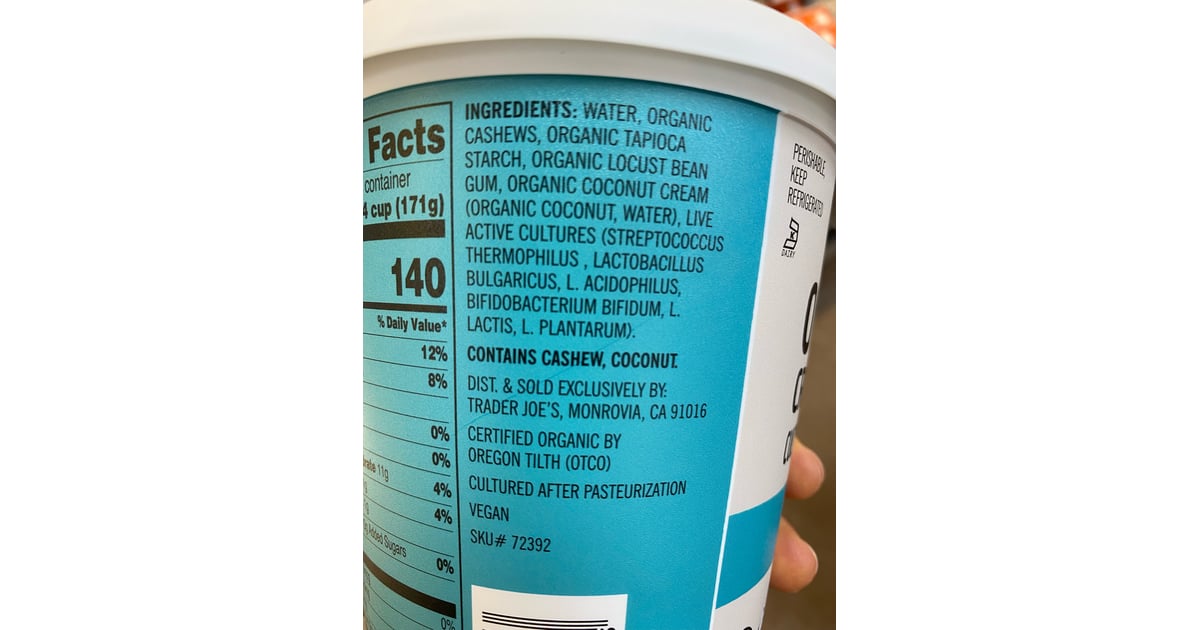 Facts
container
4 cup (171g)
140
% Daily Value*
12%
8%
0%
0%
11g
4%
4%
Added Sugars
0%
0%
INGREDIENTS: WATER, ORGANIC
CASHEWS, ORGANIC TAPIOCA
STARCH, ORGANIC LOCUST BEAN
GUM, ORGANIC COCONUT CREAM
(ORGANIC COCONUT, WATER), LIVE
ACTIVE CULTURES (STREPTOCOCCUS
THERMOPHILUS , LACTOBACILLUS
BULGARICUS, L. ACIDOPHILUS,
BIFIDOBACTERIUM BIFIDUM, L.
LACTIS, L. PLANTARUM).
CONTAINS CASHEW, COCONUT.
DIST. & SOLD EXCLUSIVELY BY:
TRADER JOE'S, MONROVIA, CA 91016
CERTIFIED ORGANIC BY
OREGON TILTH (OTCO)
CULTURED AFTER PASTEURIZATION
VEGAN
SKU# 72392
PERISHABLE,
KEEP
REFRIGERATED
DAIRY